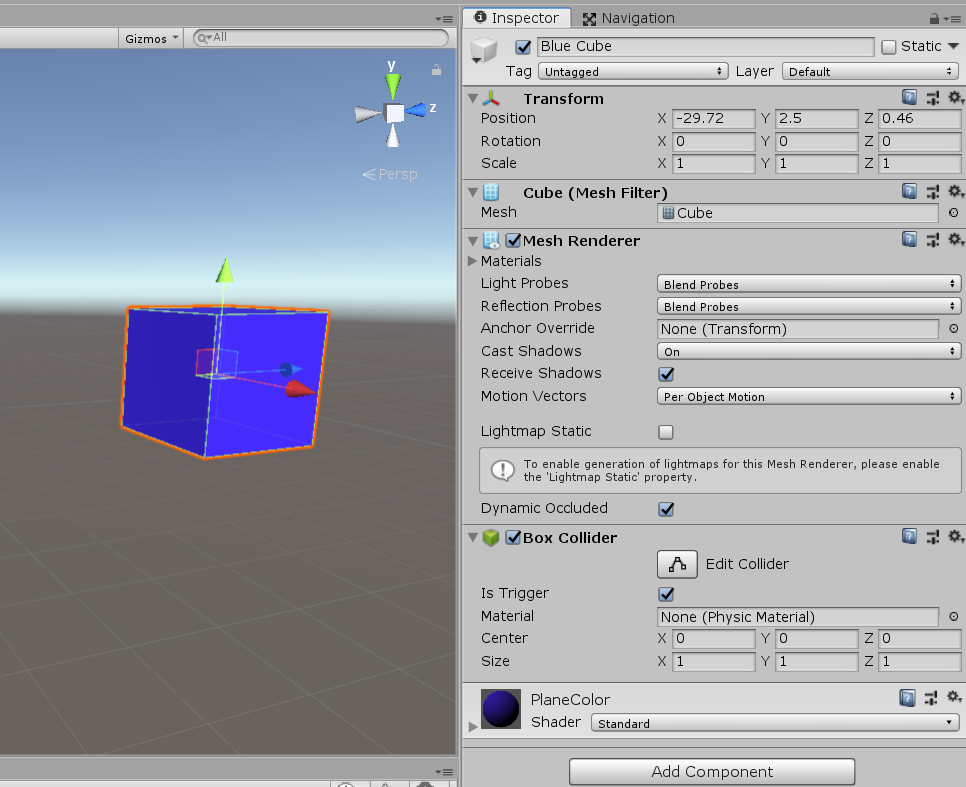 Inspector Navigation
Gizmos All
Blue Cube Static
Tag Untagged Layer Default
y
z
Persp
Transform
Position X -29.72 Y 2.5 Z 0.46
Rotation X 0 Y 0 Z 0
Scale X 1 Y 1 Z 1
Cube (Mesh Filter)
Mesh Cube
Mesh Renderer
Materials
Light Probes Blend Probes
Reflection Probes Blend Probes
Anchor Override None (Transform)
Cast Shadows On
Receive Shadows
Motion Vectors Per Object Motion
Lightmap Static
To enable generation of lightmaps for this Mesh Renderer, please enable
the 'Lightmap Static' property.
Dynamic Occluded
Box Collider
Edit Collider
Is Trigger
Material None (Physic Material)
Center X 0 Y 0 Z 0
Size X 1 Y 1 Z 1
PlaneColor
Shader Standard
Add Component